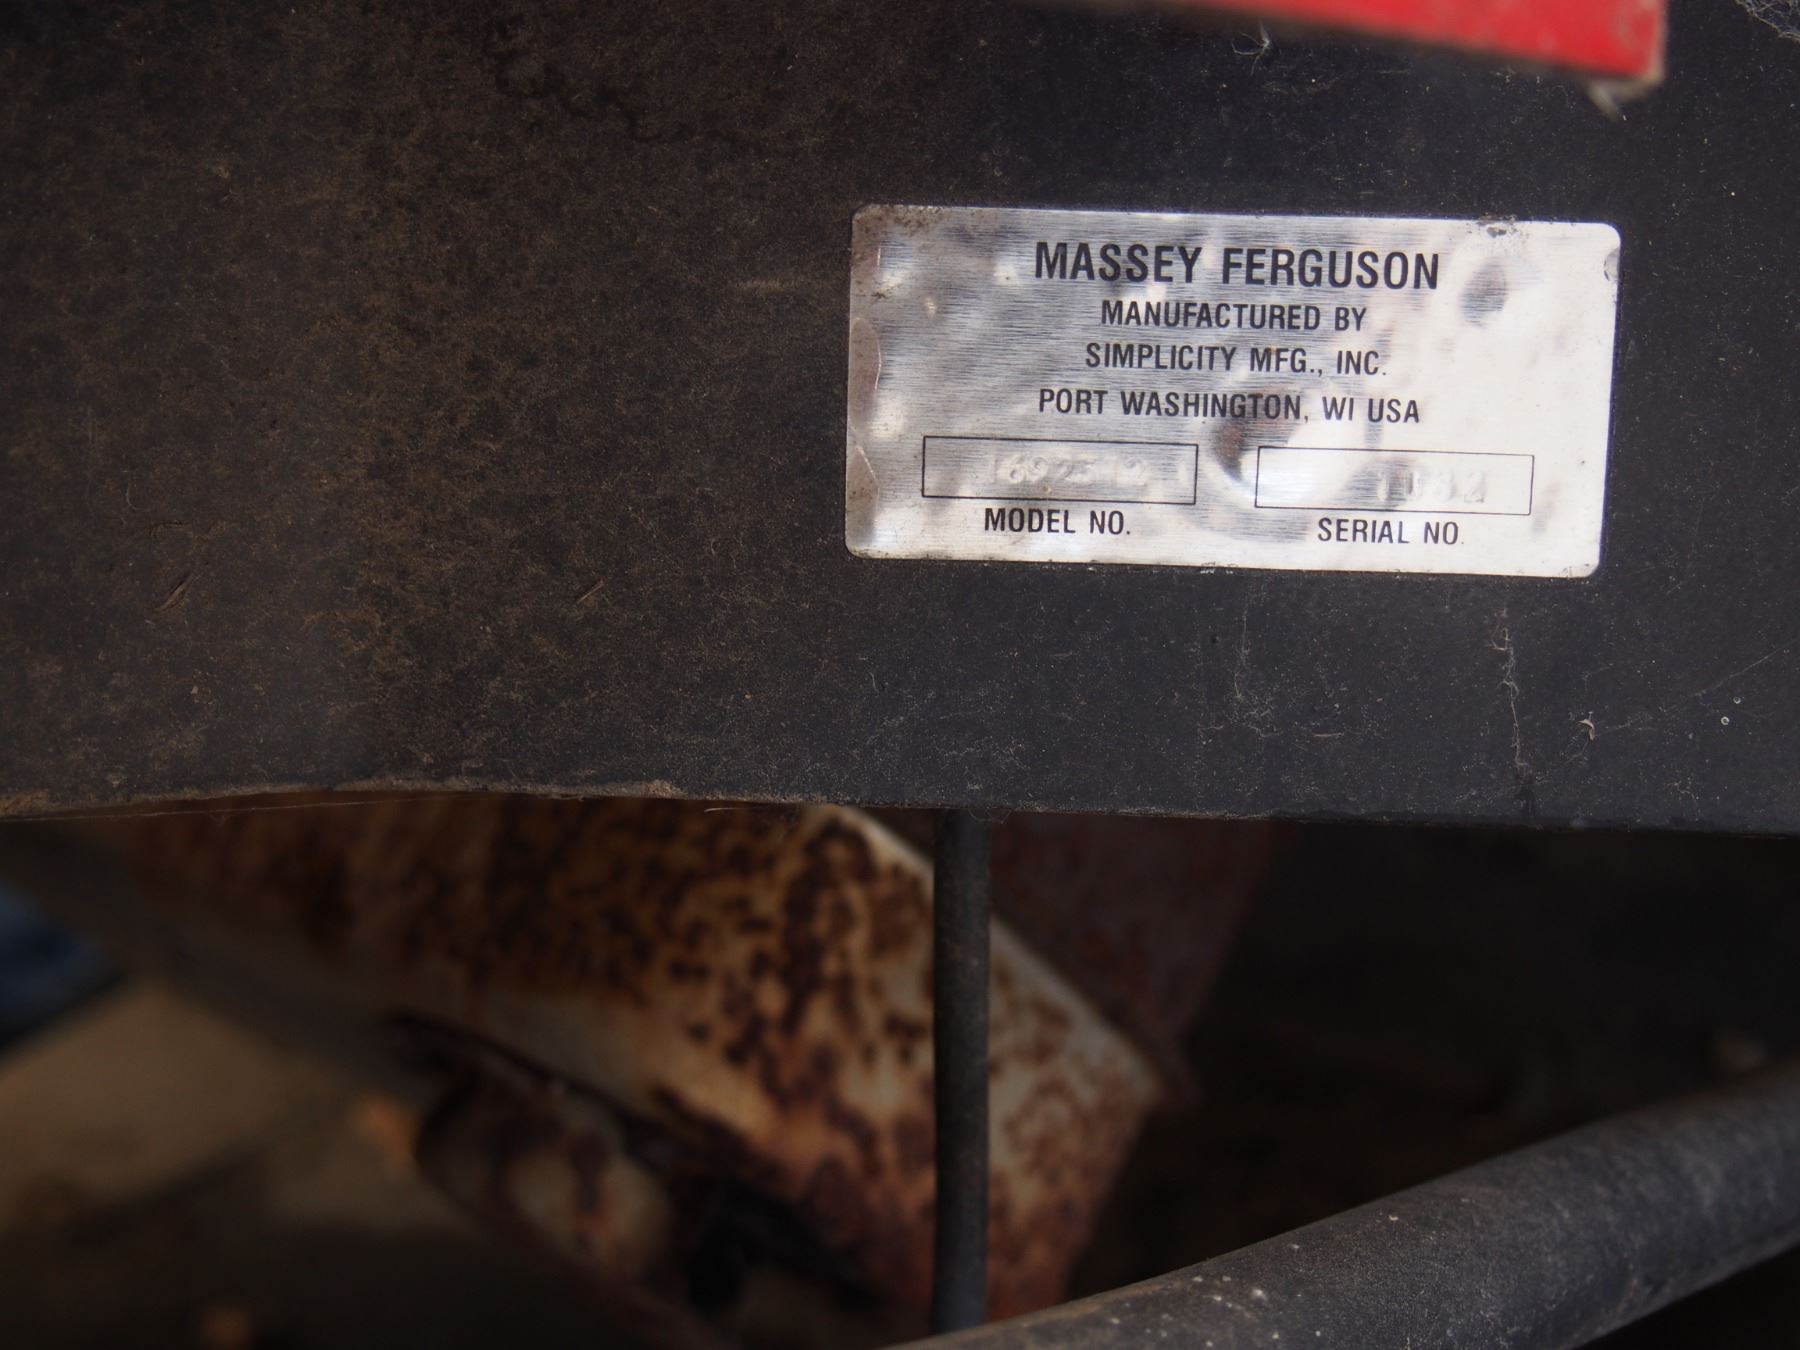 MASSEY FERGUSON
MANUFACTURED BY
SIMPLICITY MFG., INC.
PORT WASHINGTON, WI USA
MODEL NO. SERIAL NO.